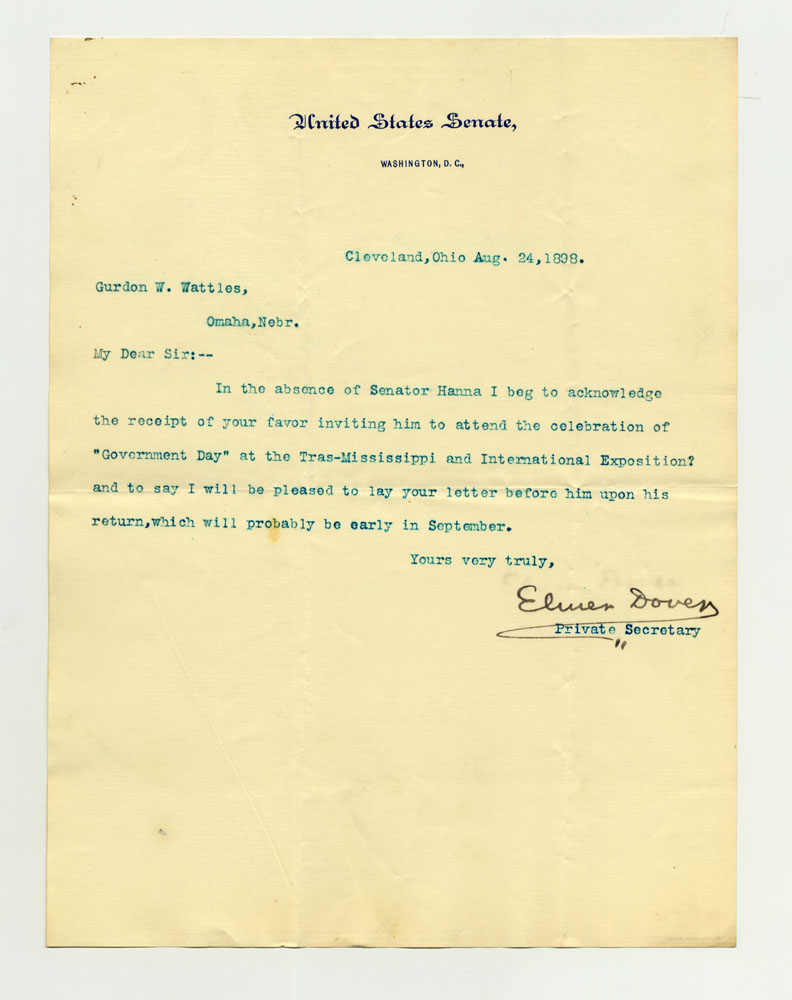 United States Senate,
WASHINGTON, D. C.,
Cleveland,Ohio Aug. 24,1898.
Gurdon W. Wattles,
Omaha,Nebr.
My Dear Sir:--
In the absence of Senator Hanna I beg to acknowledge
the receipt of your favor inviting him to attend the celebration of
"Government Day" at the Tras-Mississippi and International Exposition?
and to say I will be pleased to lay your letter before him upon his
return,which will probably be early in September.
Yours very truly,
Elmer Dover
Private Secretary